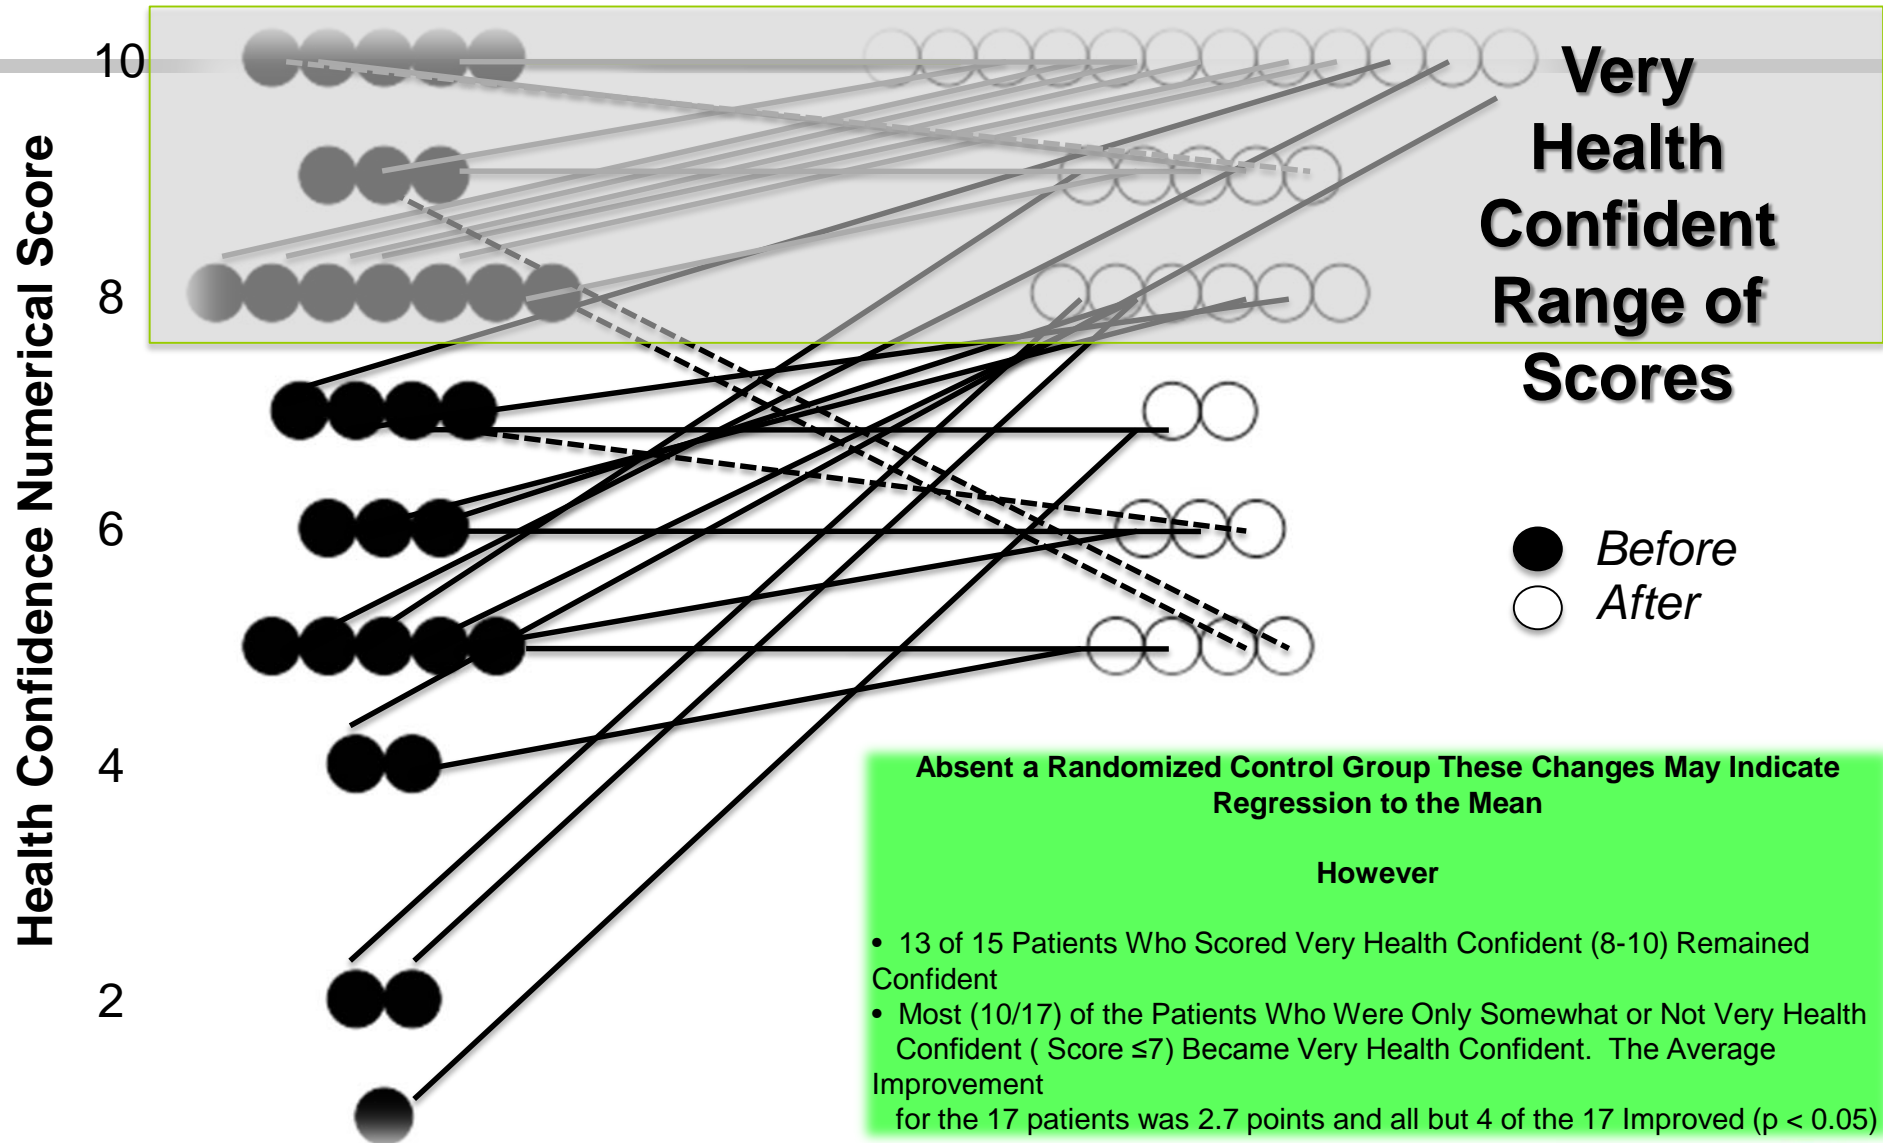 Health Confidence Numerical Score
10
8
6
4
2
Very
Health
Confident
Range of
Scores
Before
After
Absent a Randomized Control Group These Changes May Indicate
Regression to the Mean
However
• 13 of 15 Patients Who Scored Very Health Confident (8-10) Remained
Confident
• Most (10/17) of the Patients Who Were Only Somewhat or Not Very Health
Confident ( Score ≤7) Became Very Health Confident. The Average
Improvement
for the 17 patients was 2.7 points and all but 4 of the 17 Improved (p < 0.05)